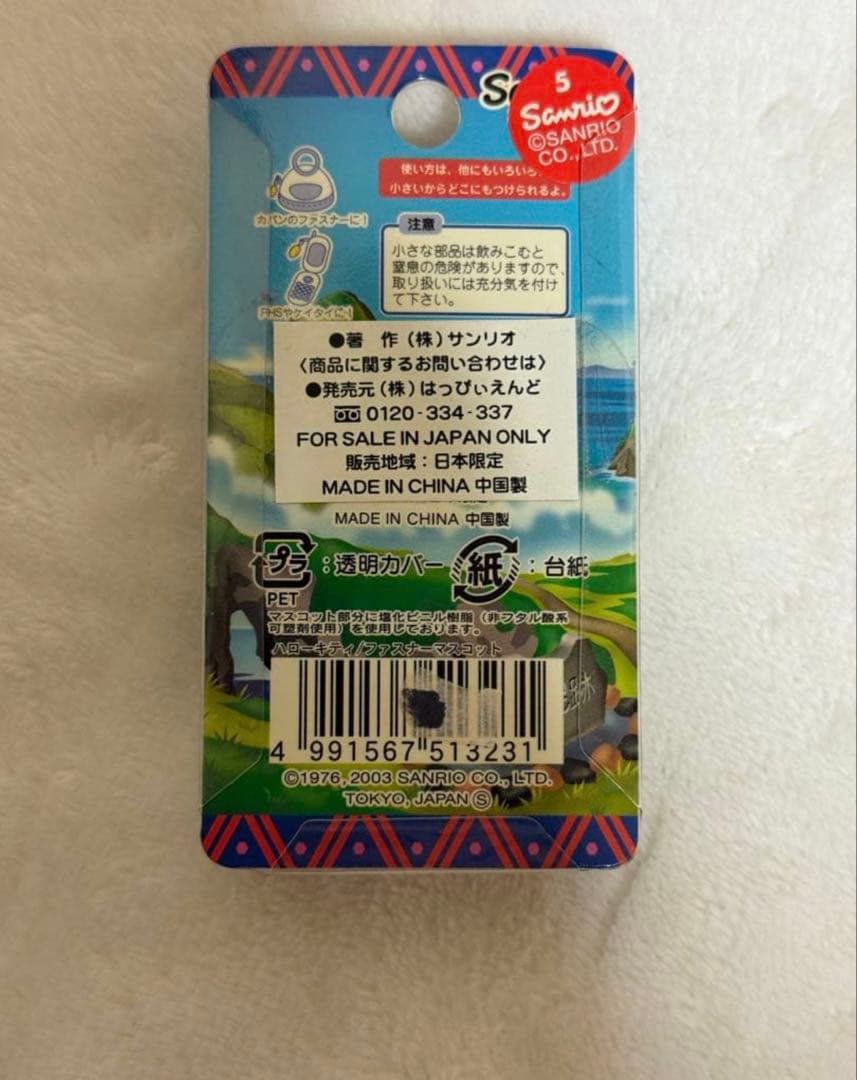 5
Sanrio
©SANRIO
CO., LTD.
使い方は、他にもいろいろ
小さいからどこにもつけられるよ。
カバンのファスナーに!
注意
小さな部品は飲みこむと
窒息の危険がありますので、
取り扱いには充分気を付け
て下さい。
PHSやケイタイに!
●著 作(株)サンリオ
〈商品に関するお問い合わせは〉
●発売元(株)はっぴぃえんど
0120-334-337
FOR SALE IN JAPAN ONLY
販売地域:日本限定
MADE IN CHINA 中国製
MADE IN CHINA 中国製
プラ:透明カバー 紙:台紙
PET
マスコット部分に塩化ビニル樹脂(非フタル酸系
可塑剤使用)を使用しております。
ハローキティ/ファスナーマスコット
4 991567 513231
©1976, 2003 SANRIO CO., LTD.
TOKYO, JAPAN Ⓢ